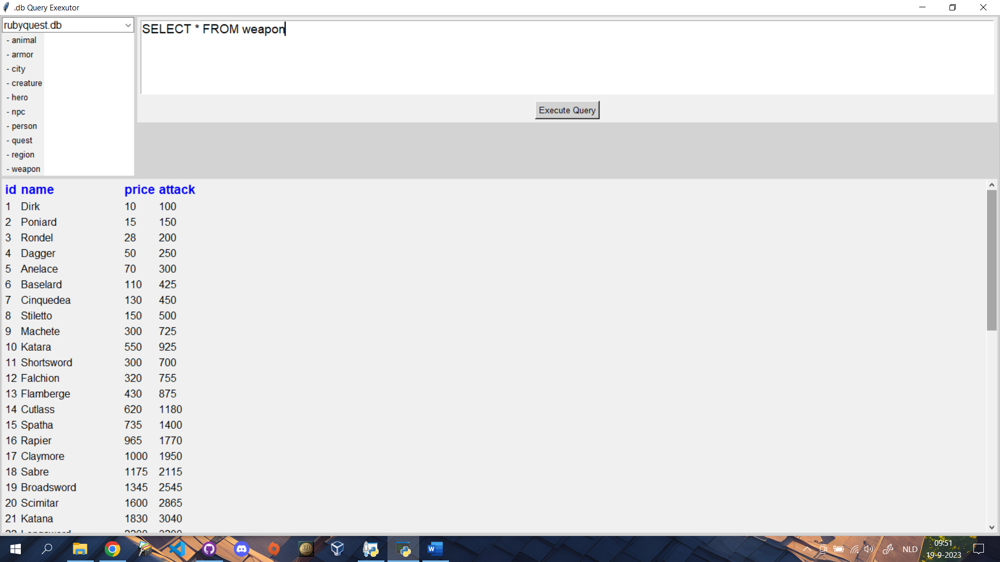 .db Query Exexutor
rubyquest.db
- animal
- armor
- city
- creature
- hero
- npc
- person
- quest
- region
- weapon
SELECT * FROM weapon
Execute Query
id name price attack
1 Dirk 10 100
2 Poniard 15 150
3 Rondel 28 200
4 Dagger 50 250
5 Anelace 70 300
6 Baselard 110 425
7 Cinquedea 130 450
8 Stiletto 150 500
9 Machete 300 725
10 Katara 550 925
11 Shortsword 300 700
12 Falchion 320 755
13 Flamberge 430 875
14 Cutlass 620 1180
15 Spatha 735 1400
16 Rapier 965 1770
17 Claymore 1000 1950
18 Sabre 1175 2115
19 Broadsword 1345 2545
20 Scimitar 1600 2865
21 Katana 1830 3040
NLD
09:51
19-9-2023